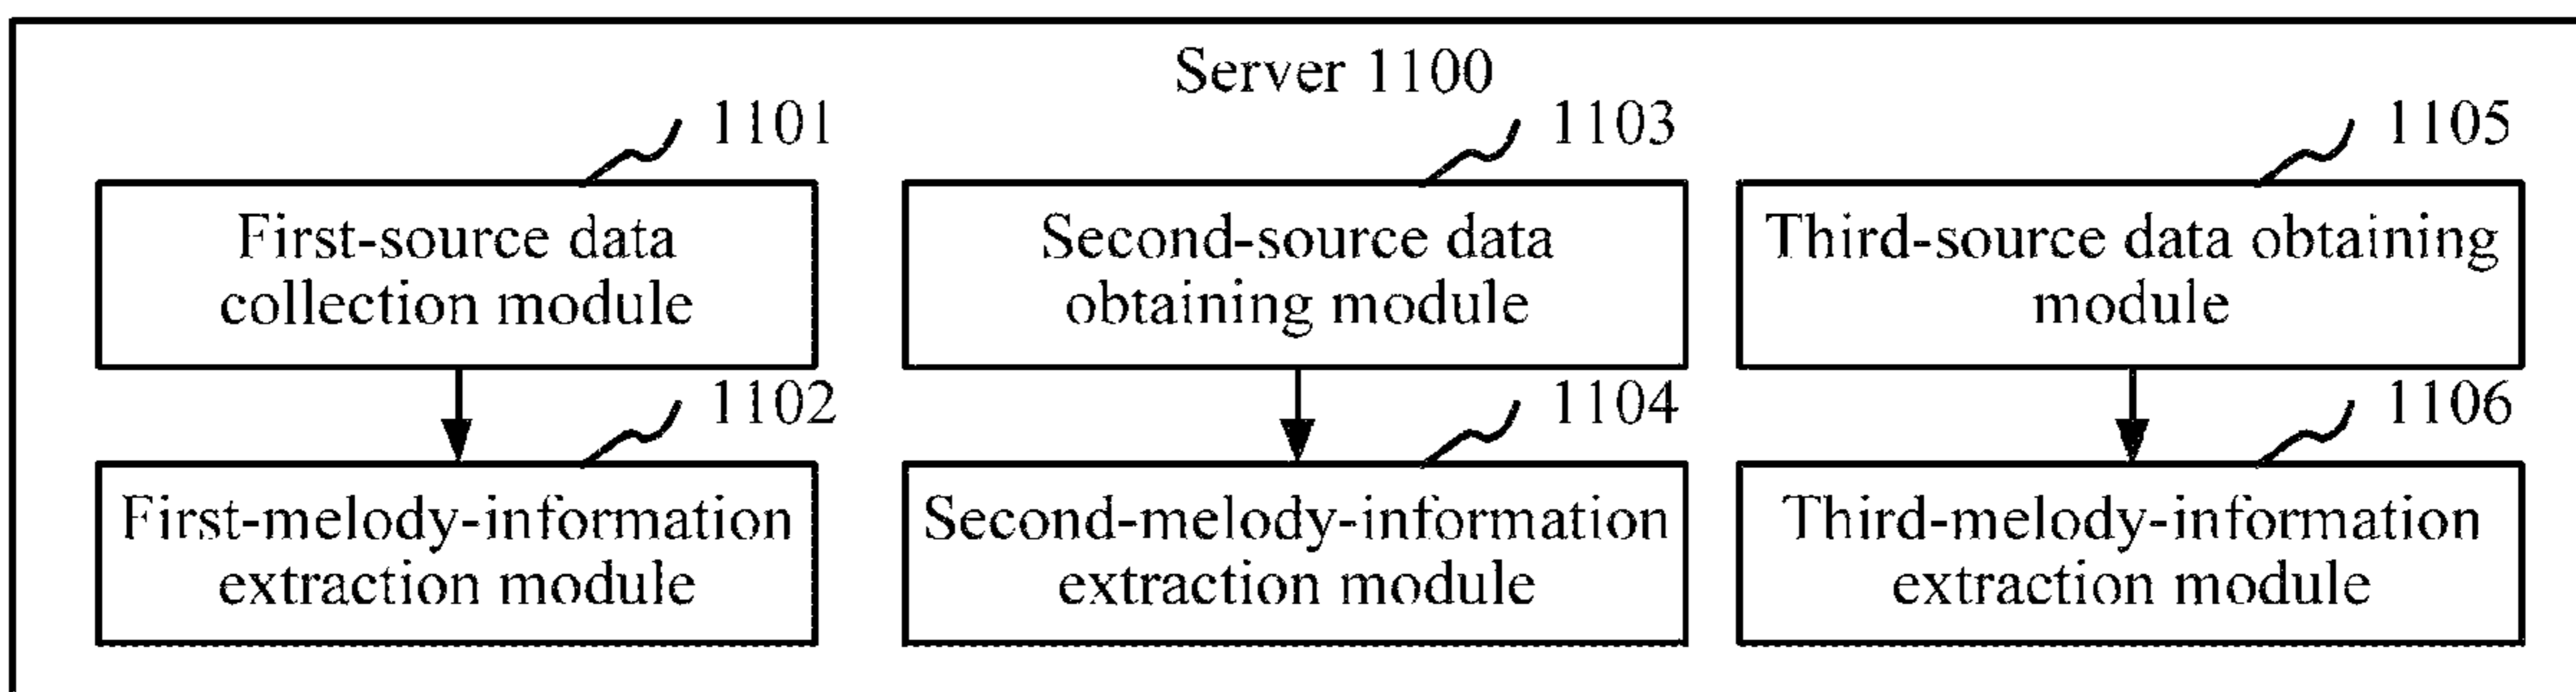 Server 1100
1101
1103
1105
First-source data
collection module
Second-source data
obtaining module
Third-source data obtaining
module
1102
1104
1106
First-melody-information
extraction module
Second-melody-information
extraction module
Third-melody-information
extraction module